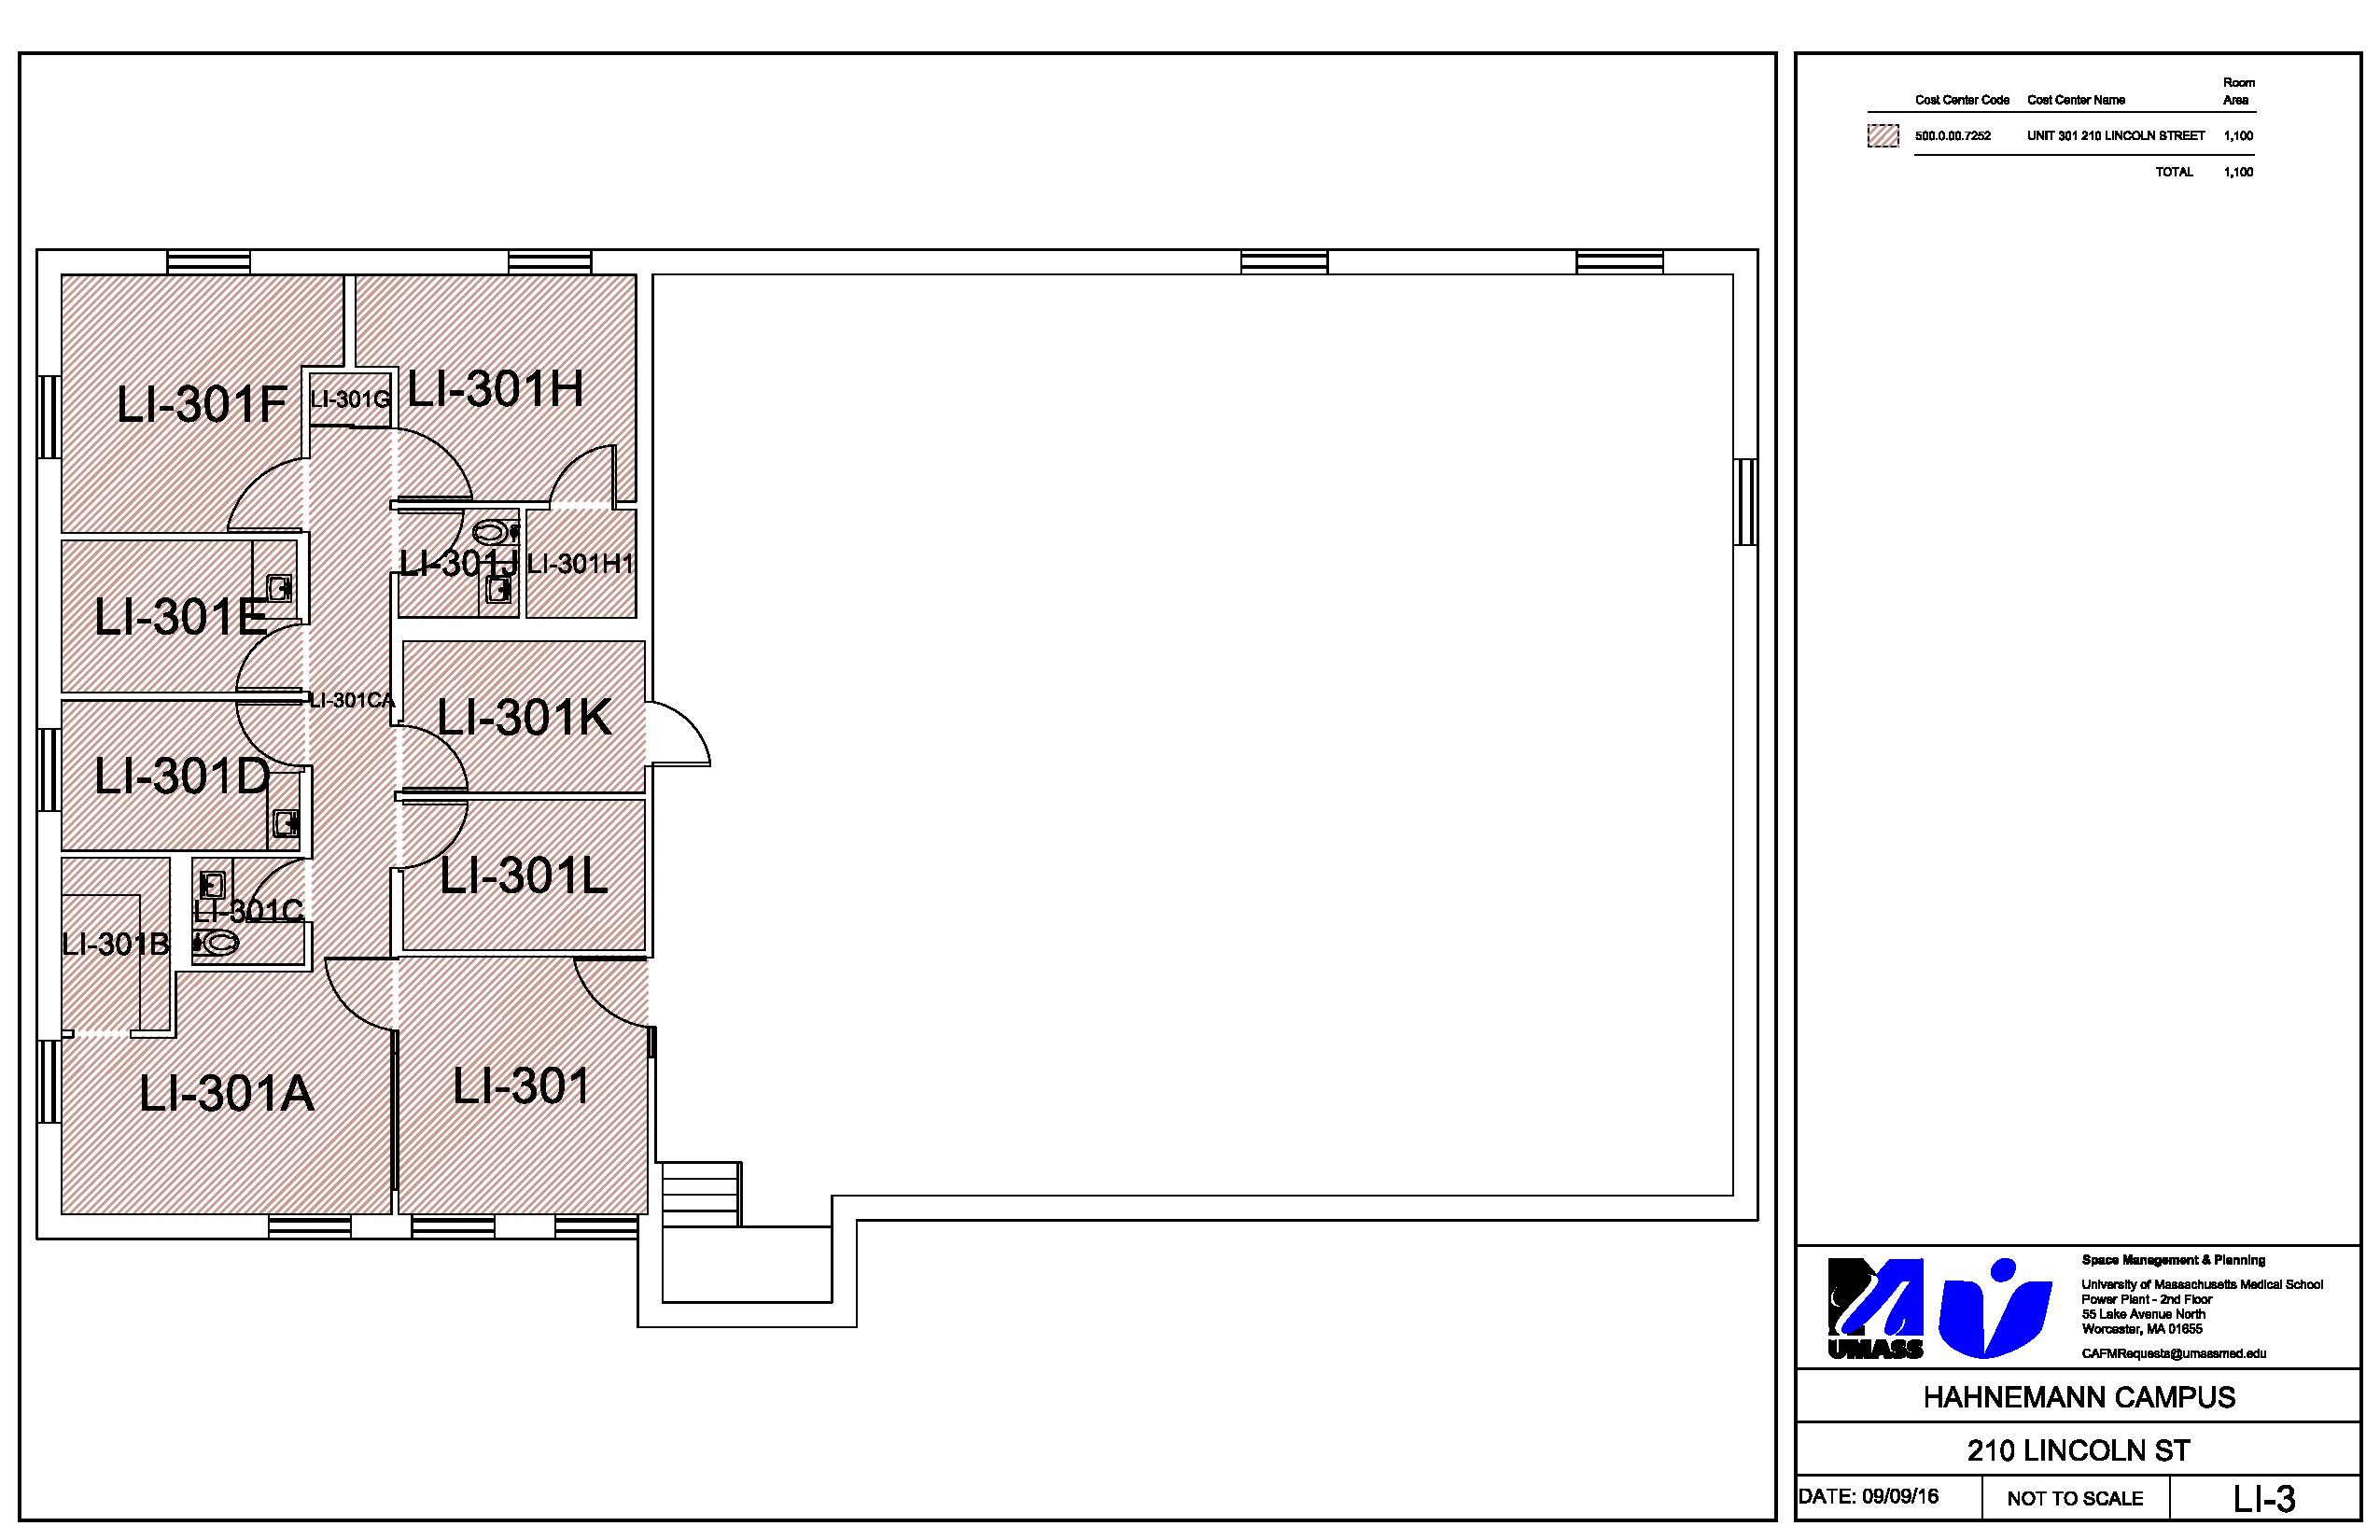 Room
Cost Center Code Cost Center Name Area
500.0.00.7252 UNIT 301 210 LINCOLN STREET 1,100
TOTAL 1,100
LI-301F
LI-301G
LI-301H
LI-301J
LI-301H1
LI-301E
LI-301CA
LI-301K
LI-301D
LI-301L
LI-301C
LI-301B
LI-301A
LI-301
UMASS
Space Management & Planning
University of Massachusetts Medical School
Power Plant - 2nd Floor
55 Lake Avenue North
Worcester, MA 01655
CAFMRequests@umassmed.edu
HAHNEMANN CAMPUS
210 LINCOLN ST
DATE: 09/09/16 NOT TO SCALE LI-3